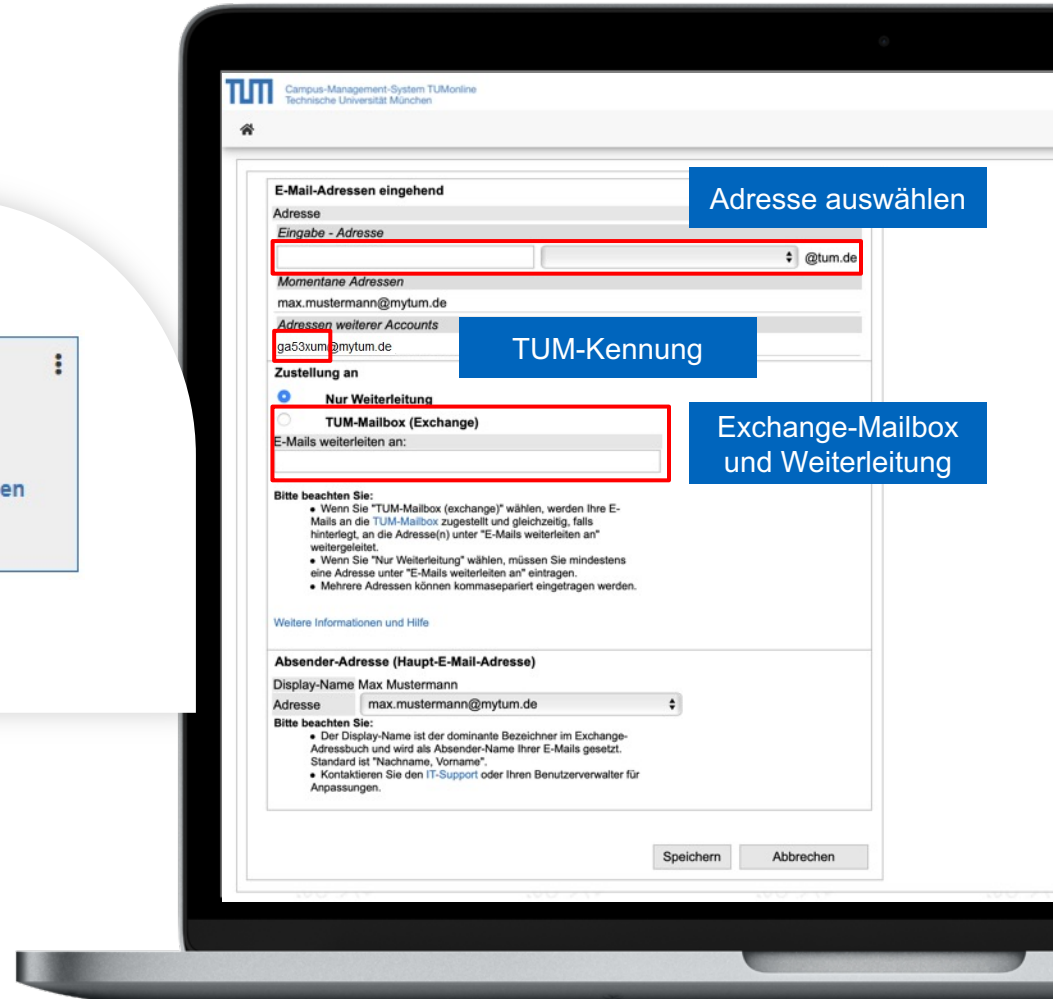 TUM
Campus-Management-System TUMonline
Technische Universität München
E-Mail-Adressen eingehend
Adresse auswählen
Adresse
Eingabe - Adresse
@tum.de
Momentane Adressen
max.mustermann@mytum.de
Adressen weiterer Accounts
ga53xum@mytum.de
TUM-Kennung
Zustellung an
Nur Weiterleitung
TUM-Mailbox (Exchange)
E-Mails weiterleiten an:
Exchange-Mailbox
und Weiterleitung
en
Bitte beachten Sie:
• Wenn Sie "TUM-Mailbox (exchange)" wählen, werden Ihre E-
Mails an die TUM-Mailbox zugestellt und gleichzeitig, falls
hinterlegt, an die Adresse(n) unter "E-Mails weiterleiten an"
weitergeleitet.
• Wenn Sie "Nur Weiterleitung" wählen, müssen Sie mindestens
eine Adresse unter "E-Mails weiterleiten an" eintragen.
• Mehrere Adressen können kommasepariert eingetragen werden.
Weitere Informationen und Hilfe
Absender-Adresse (Haupt-E-Mail-Adresse)
Display-Name Max Mustermann
Adresse max.mustermann@mytum.de
Bitte beachten Sie:
• Der Display-Name ist der dominante Bezeichner im Exchange-
Adressbuch und wird als Absender-Name Ihrer E-Mails gesetzt.
Standard ist "Nachname, Vorname".
• Kontaktieren Sie den IT-Support oder Ihren Benutzerverwalter für
Anpassungen.
Speichern Abbrechen